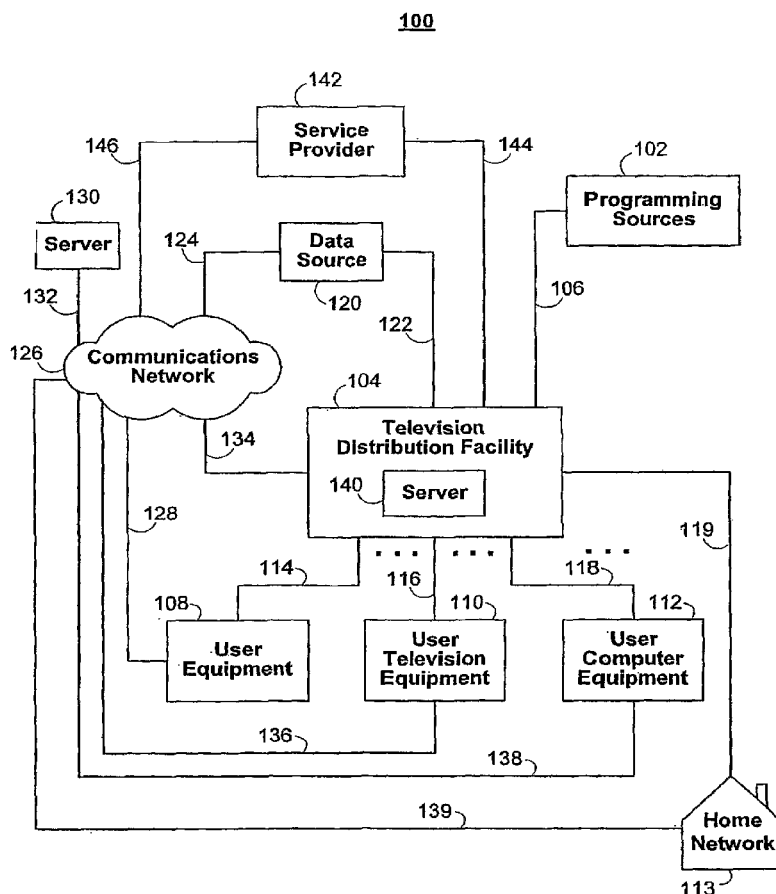 100
142
Service
Provider
146
144
102
Programming
Sources
130
Server
124
Data
Source
120
132
106
122
126
Communications
Network
104
Television
Distribution Facility
134
140
Server
128
119
114
116
118
108
User
Equipment
110
User
Television
Equipment
112
User
Computer
Equipment
136
138
139
Home
Network
113